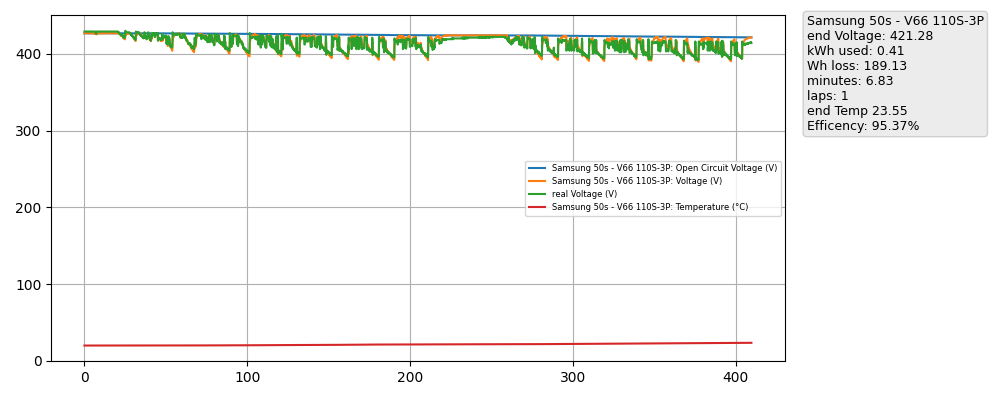 Samsung 50s - V66 110S-3P
end Voltage: 421.28
kWh used: 0.41
Wh loss: 189.13
minutes: 6.83
laps: 1
end Temp 23.55
Efficency: 95.37%
400
300
200
100
0
Samsung 50s - V66 110S-3P: Open Circuit Voltage (V)
Samsung 50s - V66 110S-3P: Voltage (V)
real Voltage (V)
Samsung 50s - V66 110S-3P: Temperature (°C)
0 100 200 300 400